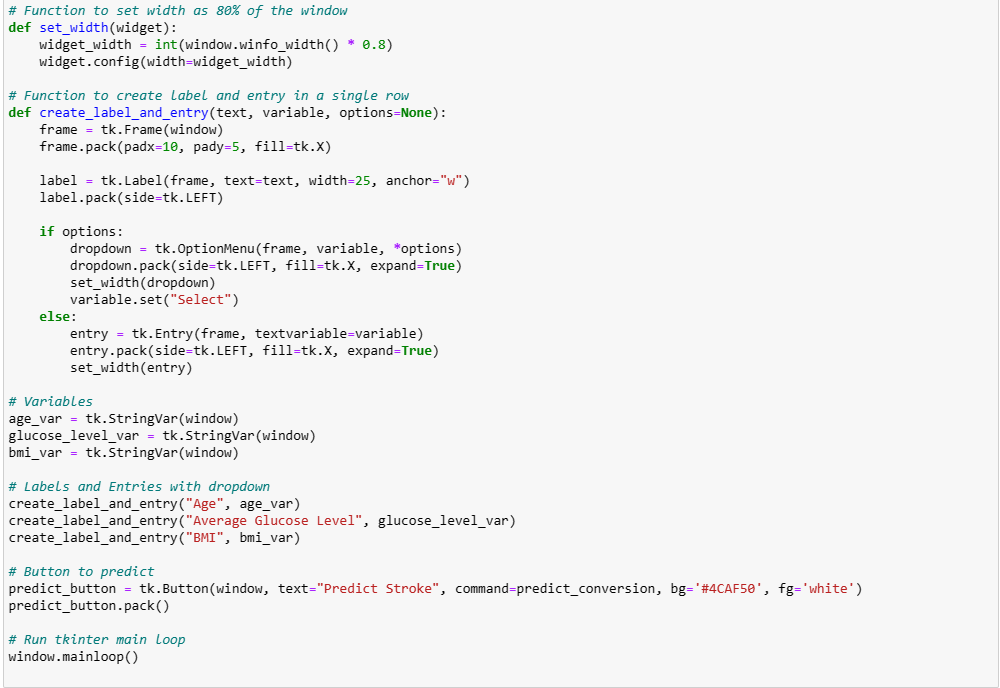 # Function to set width as 80% of the window
def set_width(widget):
    widget_width = int(window.winfo_width() * 0.8)
    widget.config(width=widget_width)

# Function to create label and entry in a single row
def create_label_and_entry(text, variable, options=None):
    frame = tk.Frame(window)
    frame.pack(padx=10, pady=5, fill=tk.X)

    label = tk.Label(frame, text=text, width=25, anchor="w")
    label.pack(side=tk.LEFT)

    if options:
        dropdown = tk.OptionMenu(frame, variable, *options)
        dropdown.pack(side=tk.LEFT, fill=tk.X, expand=True)
        set_width(dropdown)
        variable.set("Select")
    else:
        entry = tk.Entry(frame, textvariable=variable)
        entry.pack(side=tk.LEFT, fill=tk.X, expand=True)
        set_width(entry)

# Variables
age_var = tk.StringVar(window)
glucose_level_var = tk.StringVar(window)
bmi_var = tk.StringVar(window)

# Labels and Entries with dropdown
create_label_and_entry("Age", age_var)
create_label_and_entry("Average Glucose Level", glucose_level_var)
create_label_and_entry("BMI", bmi_var)

# Button to predict
predict_button = tk.Button(window, text="Predict Stroke", command=predict_conversion, bg='#4CAF50', fg='white')
predict_button.pack()

# Run tkinter main loop
window.mainloop()